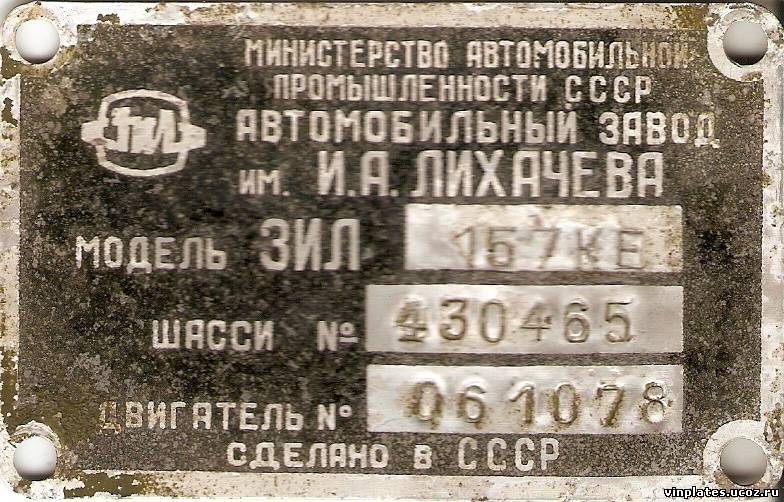 МИНИСТЕРСТВО АВТОМОБИЛЬНОЙ
ПРОМЫШЛЕННОСТИ СССР
ЗИЛ
АВТОМОБИЛЬНЫЙ ЗАВОД
ИМ. И.А. ЛИХАЧЕВА
МОДЕЛЬ ЗИЛ 157КЕ
ШАССИ № 430465
ДВИГАТЕЛЬ № 061078
СДЕЛАНО В СССР
vinplates.ucoz.ru